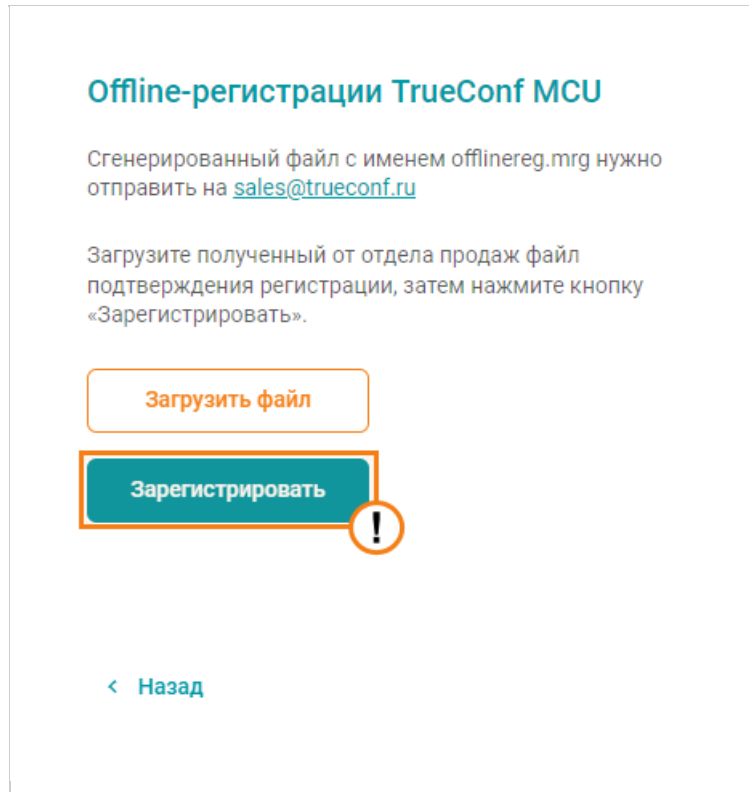 Offline-регистрации TrueConf MCU
Сгенерированный файл с именем offlinereg.mrg нужно
отправить на sales@trueconf.ru
Загрузите полученный от отдела продаж файл
подтверждения регистрации, затем нажмите кнопку
«Зарегистрировать».
Загрузить файл
Зарегистрировать
!
< Назад